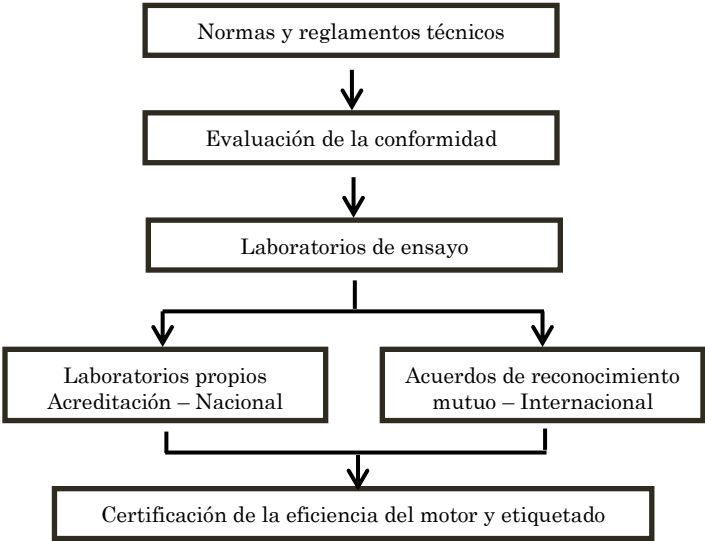 Normas y reglamentos técnicos
Evaluación de la conformidad
Laboratorios de ensayo
Laboratorios propios
Acreditación – Nacional
Acuerdos de reconocimiento
mutuo – Internacional
Certificación de la eficiencia del motor y etiquetado